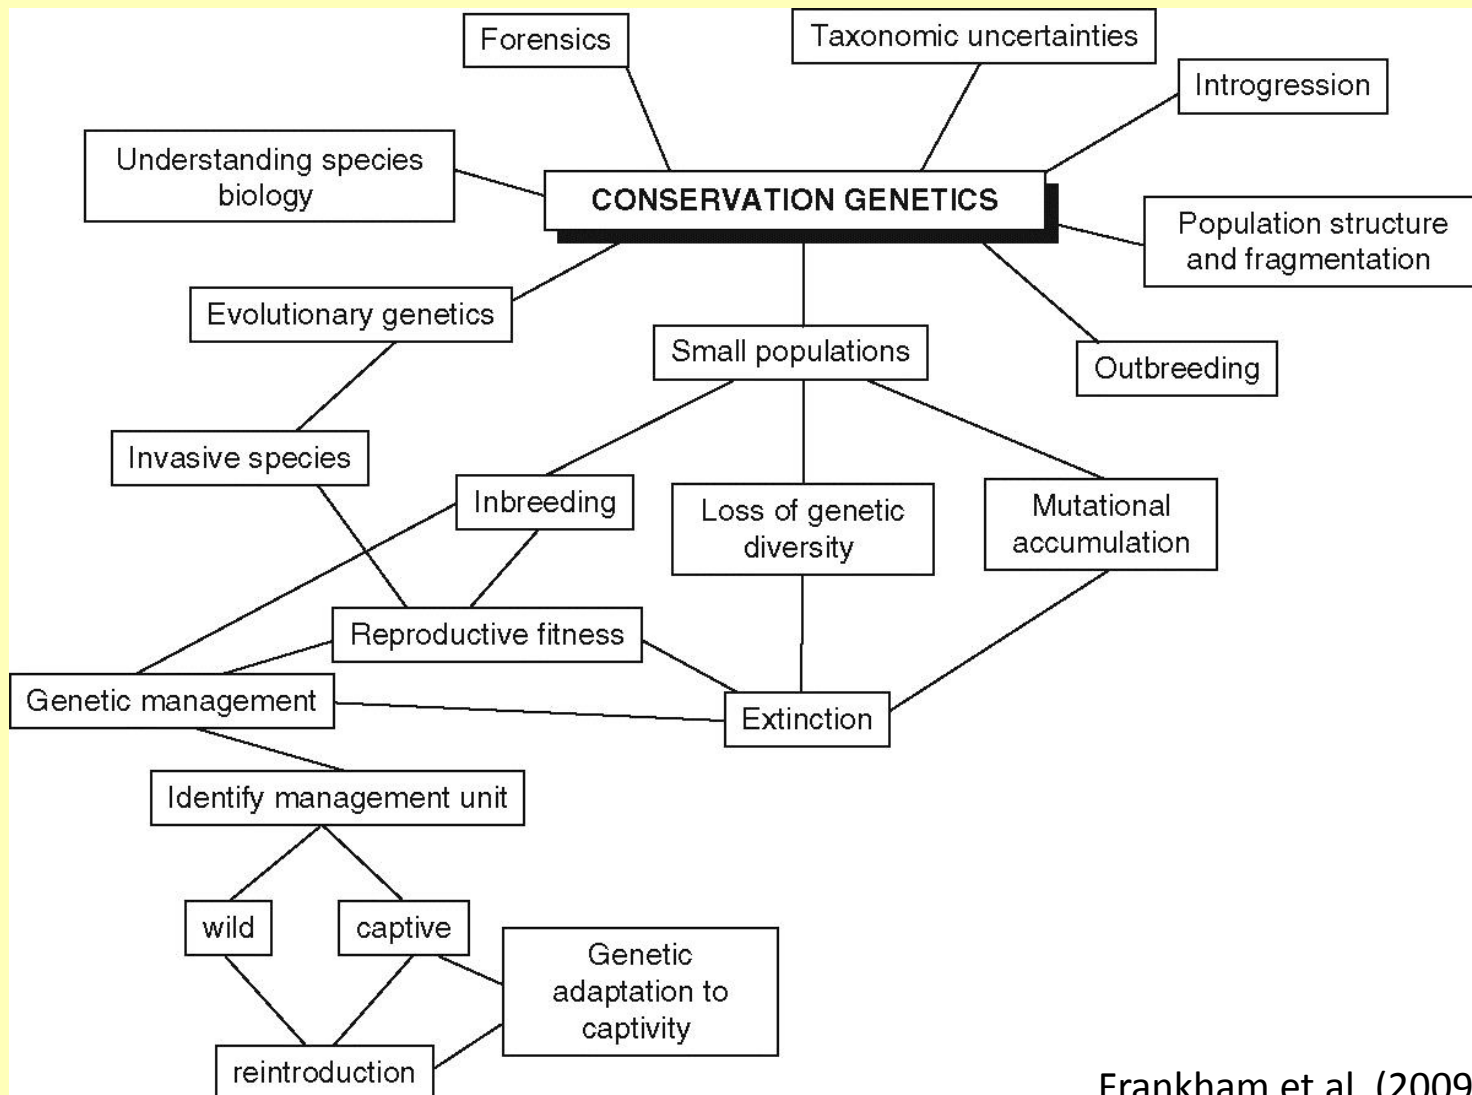 Forensics
Taxonomic uncertainties
Introgression
Understanding species
biology
CONSERVATION GENETICS
Population structure
and fragmentation
Evolutionary genetics
Small populations
Outbreeding
Invasive species
Inbreeding
Loss of genetic
diversity
Mutational
accumulation
Reproductive fitness
Genetic management
Extinction
Identify management unit
wild
captive
Genetic
adaptation to
captivity
reintroduction
Frankham et al. (2009